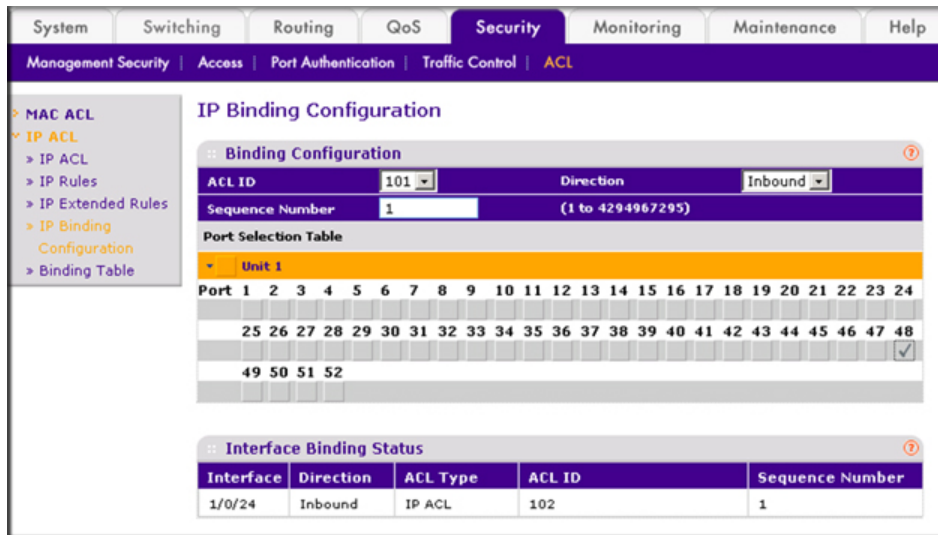 System Switching Routing QoS Security Monitoring Maintenance Help
Management Security | Access | Port Authentication | Traffic Control | ACL
MAC ACL
IP ACL
» IP ACL
» IP Rules
» IP Extended Rules
» IP Binding
Configuration
» Binding Table
IP Binding Configuration
Binding Configuration
ACL ID 101 Direction Inbound
Sequence Number 1 (1 to 4294967295)
Port Selection Table
Unit 1
Port 1 2 3 4 5 6 7 8 9 10 11 12 13 14 15 16 17 18 19 20 21 22 23 24
25 26 27 28 29 30 31 32 33 34 35 36 37 38 39 40 41 42 43 44 45 46 47 48
49 50 51 52
Interface Binding Status
Interface Direction ACL Type ACL ID Sequence Number
1/0/24 Inbound IP ACL 102 1